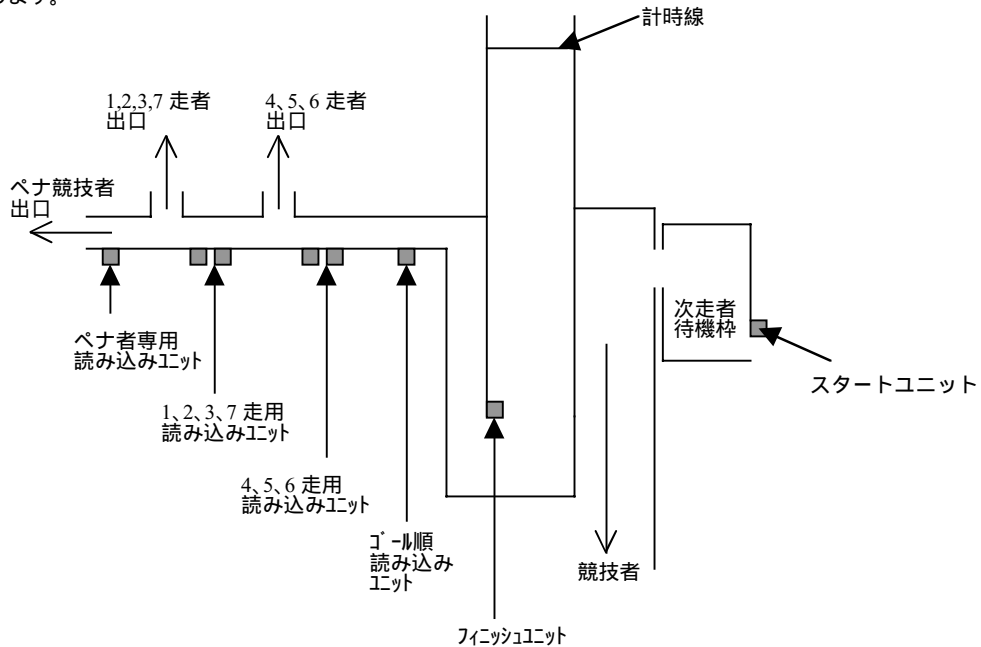 します。
計時線
1,2,3,7 走者
出口
4、5、6 走者
出口
ペナ競技者
出口
次走者
待機枠
ペナ者専用
読み込みﾕﾆｯﾄ
スタートユニット
1、2、3、7 走用
読み込みﾕﾆｯﾄ
4、5、6 走用
読み込みﾕﾆｯﾄ
ｺﾞｰﾙ順
読み込み
ﾕﾆｯﾄ
競技者
ﾌｨﾆｯｼｭﾕﾆｯﾄ